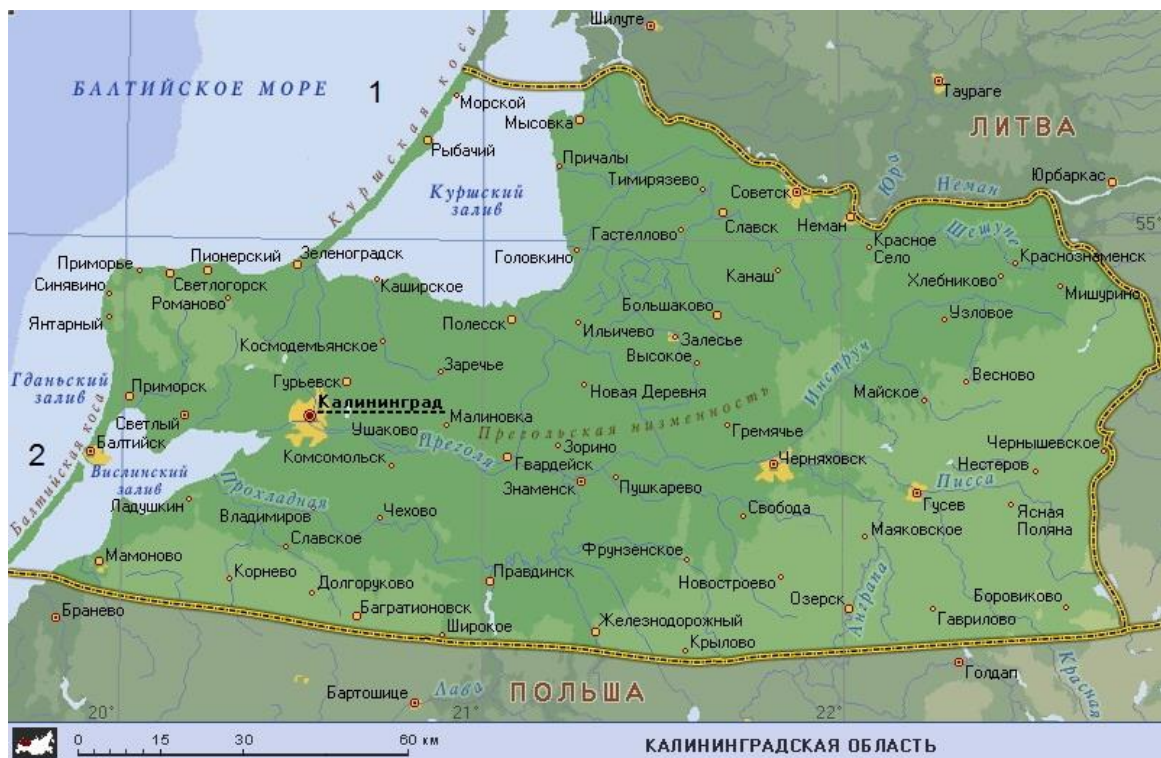 Шилуте
БАЛТИЙСКОЕ МОРЕ
1
Куршская коса
Морской
Таураге
ЛИТВА
Мысовка
Рыбачий
Причалы
Куршский
залив
Тимирязево
Советск
Юрə
Неман
Юрбаркас
Славск
Неман
55°
Гастеллово
Шешупе
Красное
Село
Краснознаменск
Приморье
Пионерский
Зеленоградск
Головкино
Канаш
Хлебниково
Синявино
Светлогорск
Каширское
Мишурино
Романово
Большаково
Узловое
Янтарный
Полесск
Ильичево
Залесье
Космодемьянское
Высокое
Инструч
Гданьский
залив
Заречье
Весново
Приморск
Гурьевск
Новая Деревня
Майское
Калининград
Светлый
Малиновка
Прегольская низменность
Ушаково
Преголя
Гремячье
2
Балтийск
Балтийская коса
Зорино
Чернышевское
Вислинский
залив
Комсомольск
Гвардейск
Черняховск
Нестеров
Прохладная
Знаменск
Пушкарево
Писса
Ладушкин
Гусев
Владимиров
Чехово
Свобода
Ясная
Поляна
Славское
Маяковское
Мамоново
Фрунзенское
Корнево
Долгоруково
Правдинск
Новостроево
Анграпа
Озерск
Боровиково
Бранево
Багратионовск
Гаврилово
Широкое
Железнодорожный
Крылово
Голдап
Красная
Бартошице
Лава
ПОЛЬША
20°
21°
22°
0 15 30 60 км
КАЛИНИНГРАДСКАЯ ОБЛАСТЬ